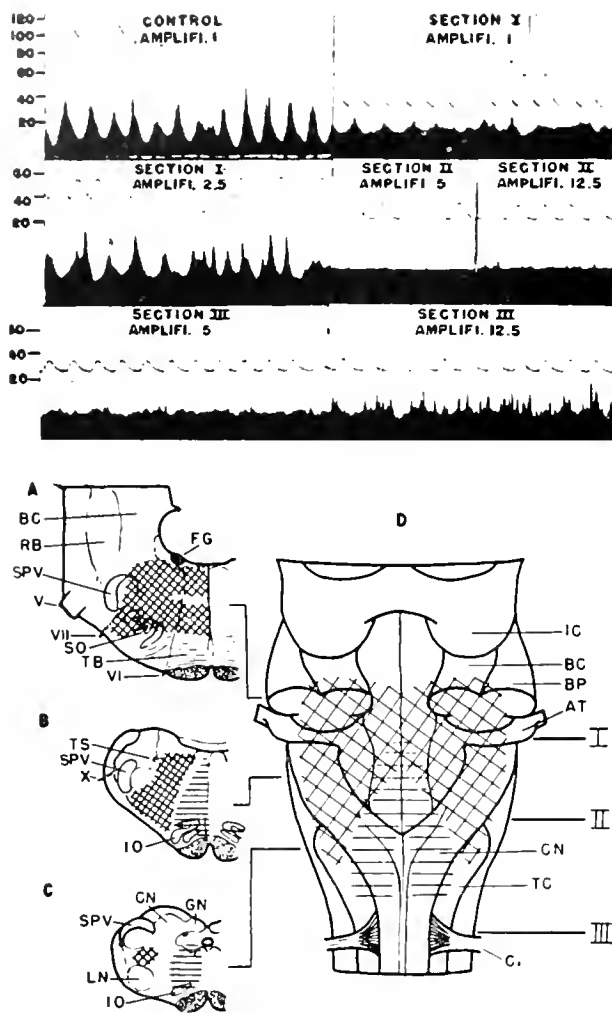 120
100
80
60
40
20
CONTROL
AMPLIFI. 1
SECTION V
AMPLIFI. 1
60
40
20
SECTION I
AMPLIFI. 2.5
SECTION II
AMPLIFI 5
SECTION II
AMPLIFI. 12.5
40
20
SECTION III
AMPLIFI. 5
SECTION III
AMPLIFI. 12.5
A
BC
RB
SPV
V
VII
SO
TB
VI
FG
B
TS
SPV
X
IO
C
CN
GN
SPV
LN
IO
D
IC
BC
BP
AT
I
II
CN
TC
III